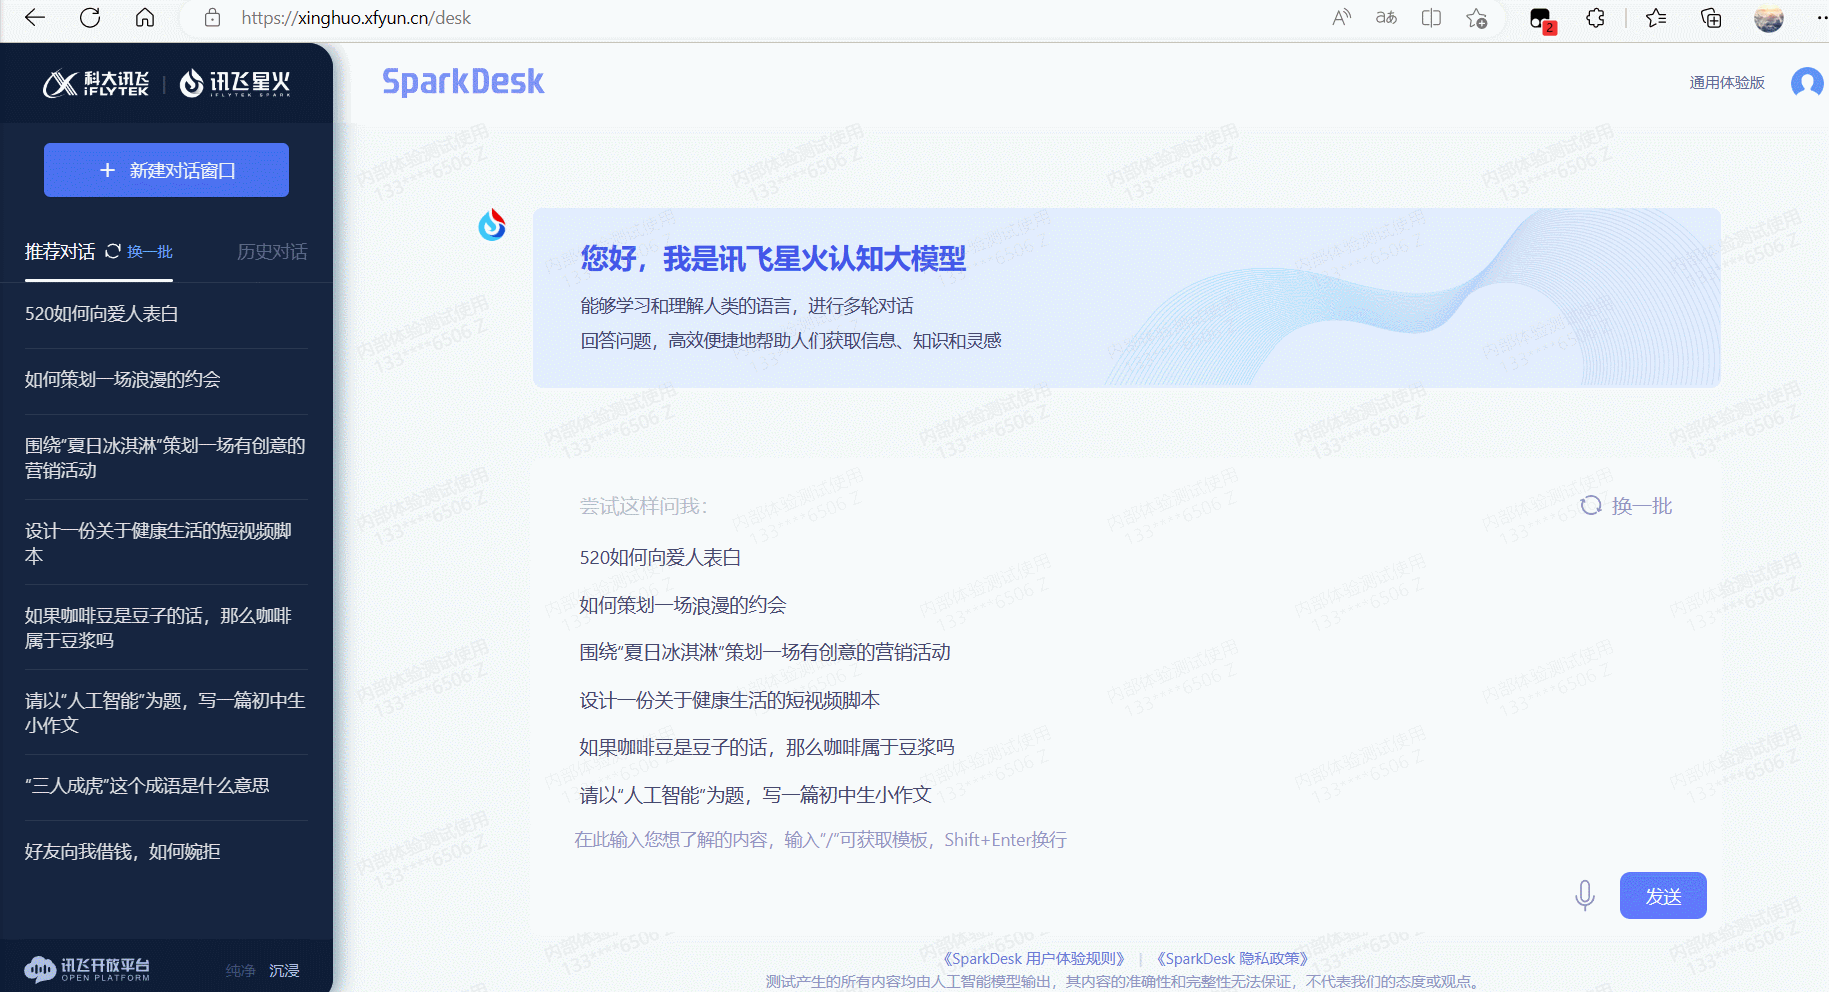 https://xinghuo.xfyun.cn/desk
2
科大讯飞
iFLYTEK
讯飞星火
IFLYTEK SPARK
SparkDesk
通用体验版
+ 新建对话窗口
推荐对话 换一批 历史对话
520如何向爱人表白
如何策划一场浪漫的约会
围绕“夏日冰淇淋”策划一场有创意的
营销活动
设计一份关于健康生活的短视频脚
本
如果咖啡豆是豆子的话，那么咖啡
属于豆浆吗
请以“人工智能”为题，写一篇初中生
小作文
“三人成虎”这个成语是什么意思
好友向我借钱，如何婉拒
讯飞开放平台
OPEN PLATFORM
纯净 沉浸
您好，我是讯飞星火认知大模型
能够学习和理解人类的语言，进行多轮对话
回答问题，高效便捷地帮助人们获取信息、知识和灵感
尝试这样问我：
换一批
520如何向爱人表白
如何策划一场浪漫的约会
围绕“夏日冰淇淋”策划一场有创意的营销活动
设计一份关于健康生活的短视频脚本
如果咖啡豆是豆子的话，那么咖啡属于豆浆吗
请以“人工智能”为题，写一篇初中生小作文
在此输入您想了解的内容，输入“/”可获取模板，Shift+Enter换行
发送
《SparkDesk 用户体验规则》 | 《SparkDesk 隐私政策》
测试产生的所有内容均由人工智能模型输出，其内容的准确性和完整性无法保证，不代表我们的态度或观点。
内部体验测试使用
133****6506 Z